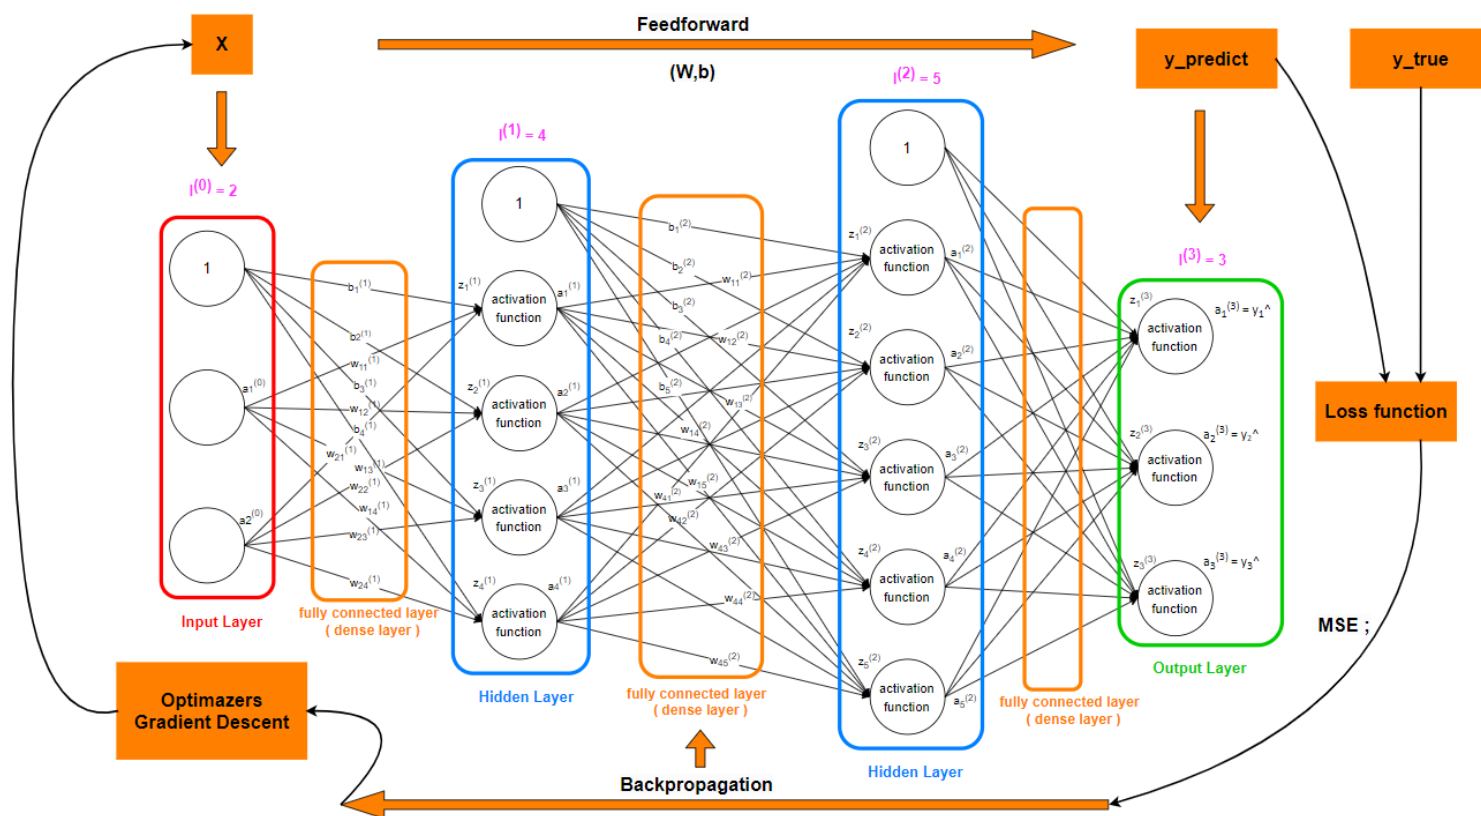 Feedforward
X
y_predict
y_true
(W,b)
l(2) = 5
l(1) = 4
l(0) = 2
l(3) = 3
1
1
1
b1(1)
b2(1)
w11(1)
b3(1)
w12(1)
b4(1)
w21(1)
w13(1)
w22(1)
w14(1)
w23(1)
w24(1)
a1(0)
a2(0)
z1(1)
activation
function
a1(1)
z2(1)
activation
function
a2(1)
z3(1)
activation
function
a3(1)
z4(1)
activation
function
a4(1)
b1(2)
b2(2)
w11(2)
b3(2)
b4(2)
w12(2)
b5(2)
w13(2)
w14(2)
w15(2)
w41(2)
w42(2)
w43(2)
w44(2)
w45(2)
z1(2)
activation
function
a1(2)
z2(2)
activation
function
a2(2)
z3(2)
activation
function
a3(2)
z4(2)
activation
function
a4(2)
z5(2)
activation
function
a5(2)
z1(3)
activation
function
a1(3) = y1^
z2(3)
activation
function
a2(3) = y2^
z3(3)
activation
function
a3(3) = y3^
Loss function
MSE ;
Input Layer
fully connected layer
( dense layer )
Hidden Layer
fully connected layer
( dense layer )
Hidden Layer
fully connected layer
( dense layer )
Output Layer
Optimazers
Gradient Descent
Backpropagation